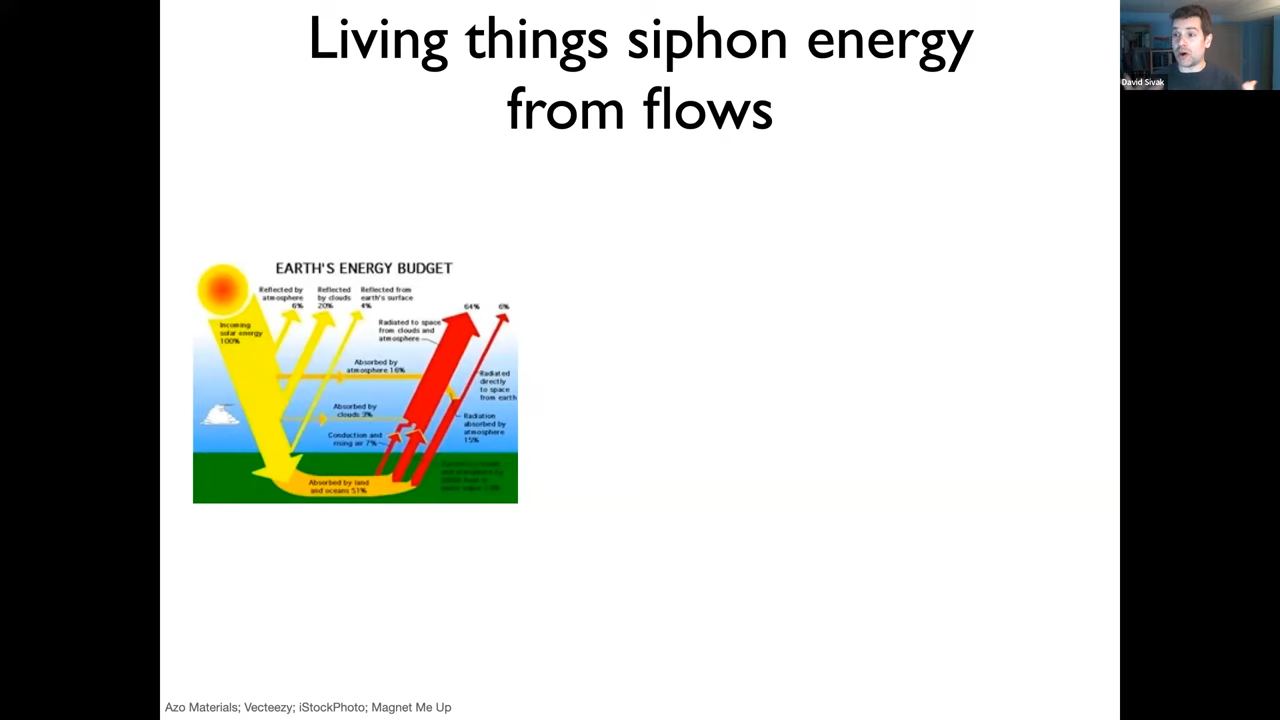 Living things siphon energy
from flows
David Sivak
EARTH'S ENERGY BUDGET
Reflected by
atmosphere
6%
Reflected
by clouds
20%
Reflected from
earth's surface
4%
64%
6%
Incoming
solar energy
100%
Radiated to space
from clouds and
atmosphere
Absorbed by
atmosphere 16%
Radiated
directly
to space
from earth
Absorbed by
clouds 3%
Radiation
absorbed by
atmosphere
15%
Conduction and
rising air 7%
Absorbed by land
and oceans 51%
Azo Materials; Vecteezy; iStockPhoto; Magnet Me Up